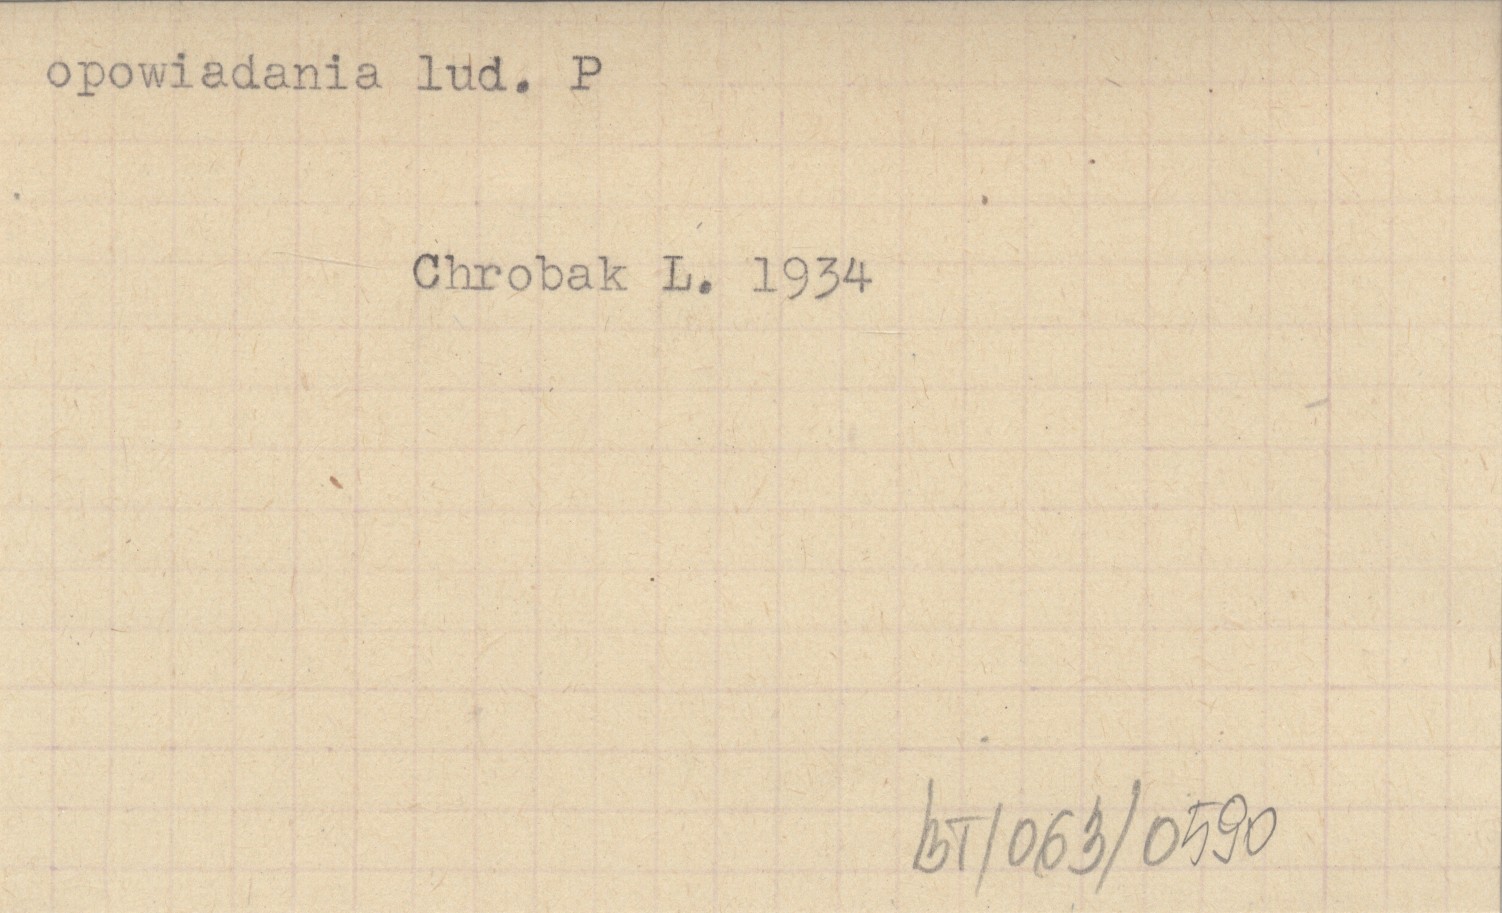 opowiadania lud. P
Chrobak L. 1934
BT/063/0590